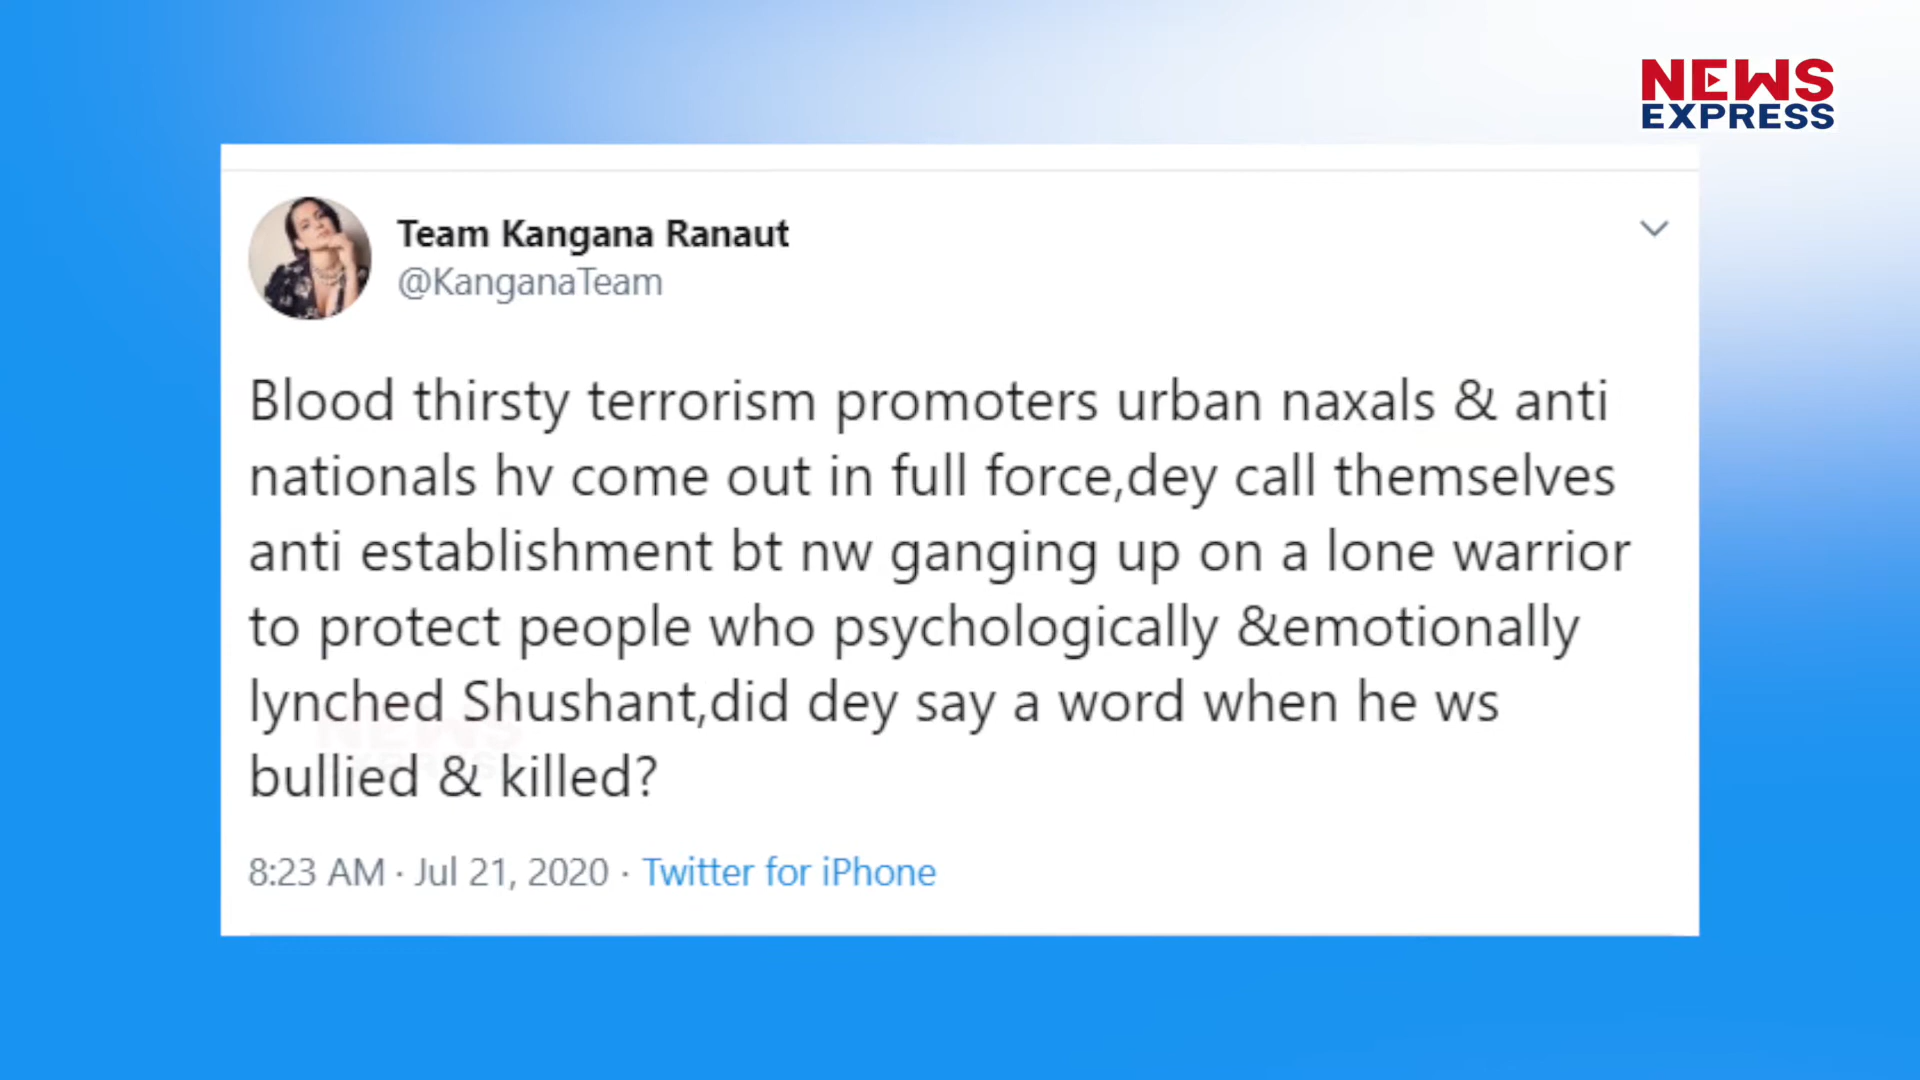 NEWS
EXPRESS
Team Kangana Ranaut
@KanganaTeam
Blood thirsty terrorism promoters urban naxals & anti
nationals hv come out in full force,dey call themselves
anti establishment bt nw ganging up on a lone warrior
to protect people who psychologically &emotionally
lynched Shushant,did dey say a word when he ws
bullied & killed?
8:23 AM · Jul 21, 2020 · Twitter for iPhone
NEWS
EXPRESS